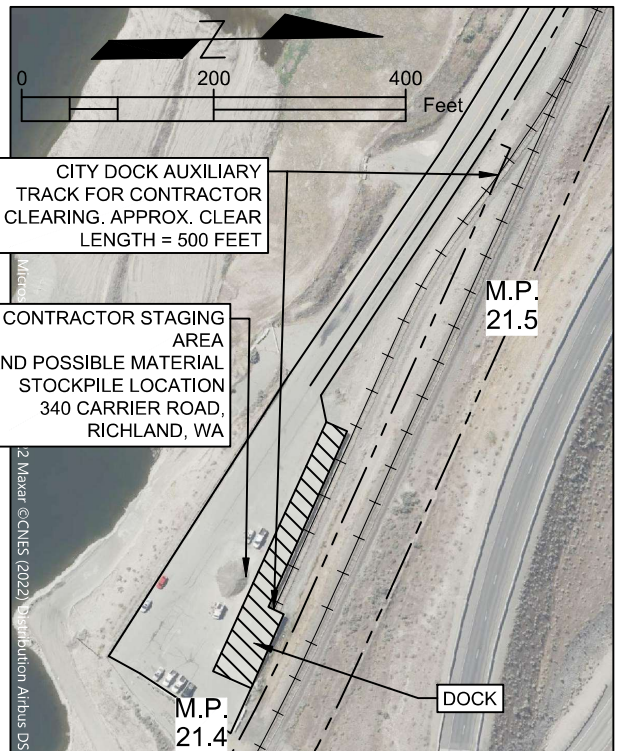 Z
0 200 400
Feet
CITY DOCK AUXILIARY
TRACK FOR CONTRACTOR
CLEARING. APPROX. CLEAR
LENGTH = 500 FEET
CONTRACTOR STAGING
AREA
ND POSSIBLE MATERIAL
STOCKPILE LOCATION
340 CARRIER ROAD,
RICHLAND, WA
M.P.
21.5
DOCK
M.P.
21.4
Micros
2 Maxar ©CNES (2022) Distribution Airbus DS